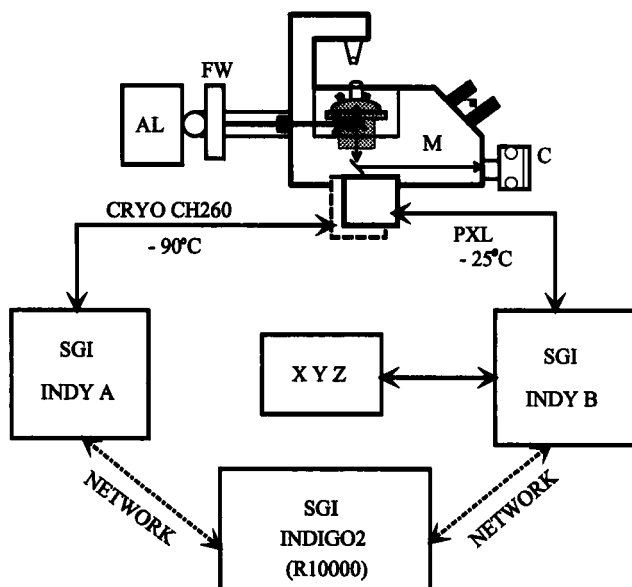 FW
AL
M
C
CRYO CH260
- 90°C
PXL
- 25°C
SGI
INDY A
X Y Z
SGI
INDY B
NETWORK
NETWORK
SGI
INDIGO2
(R10000)